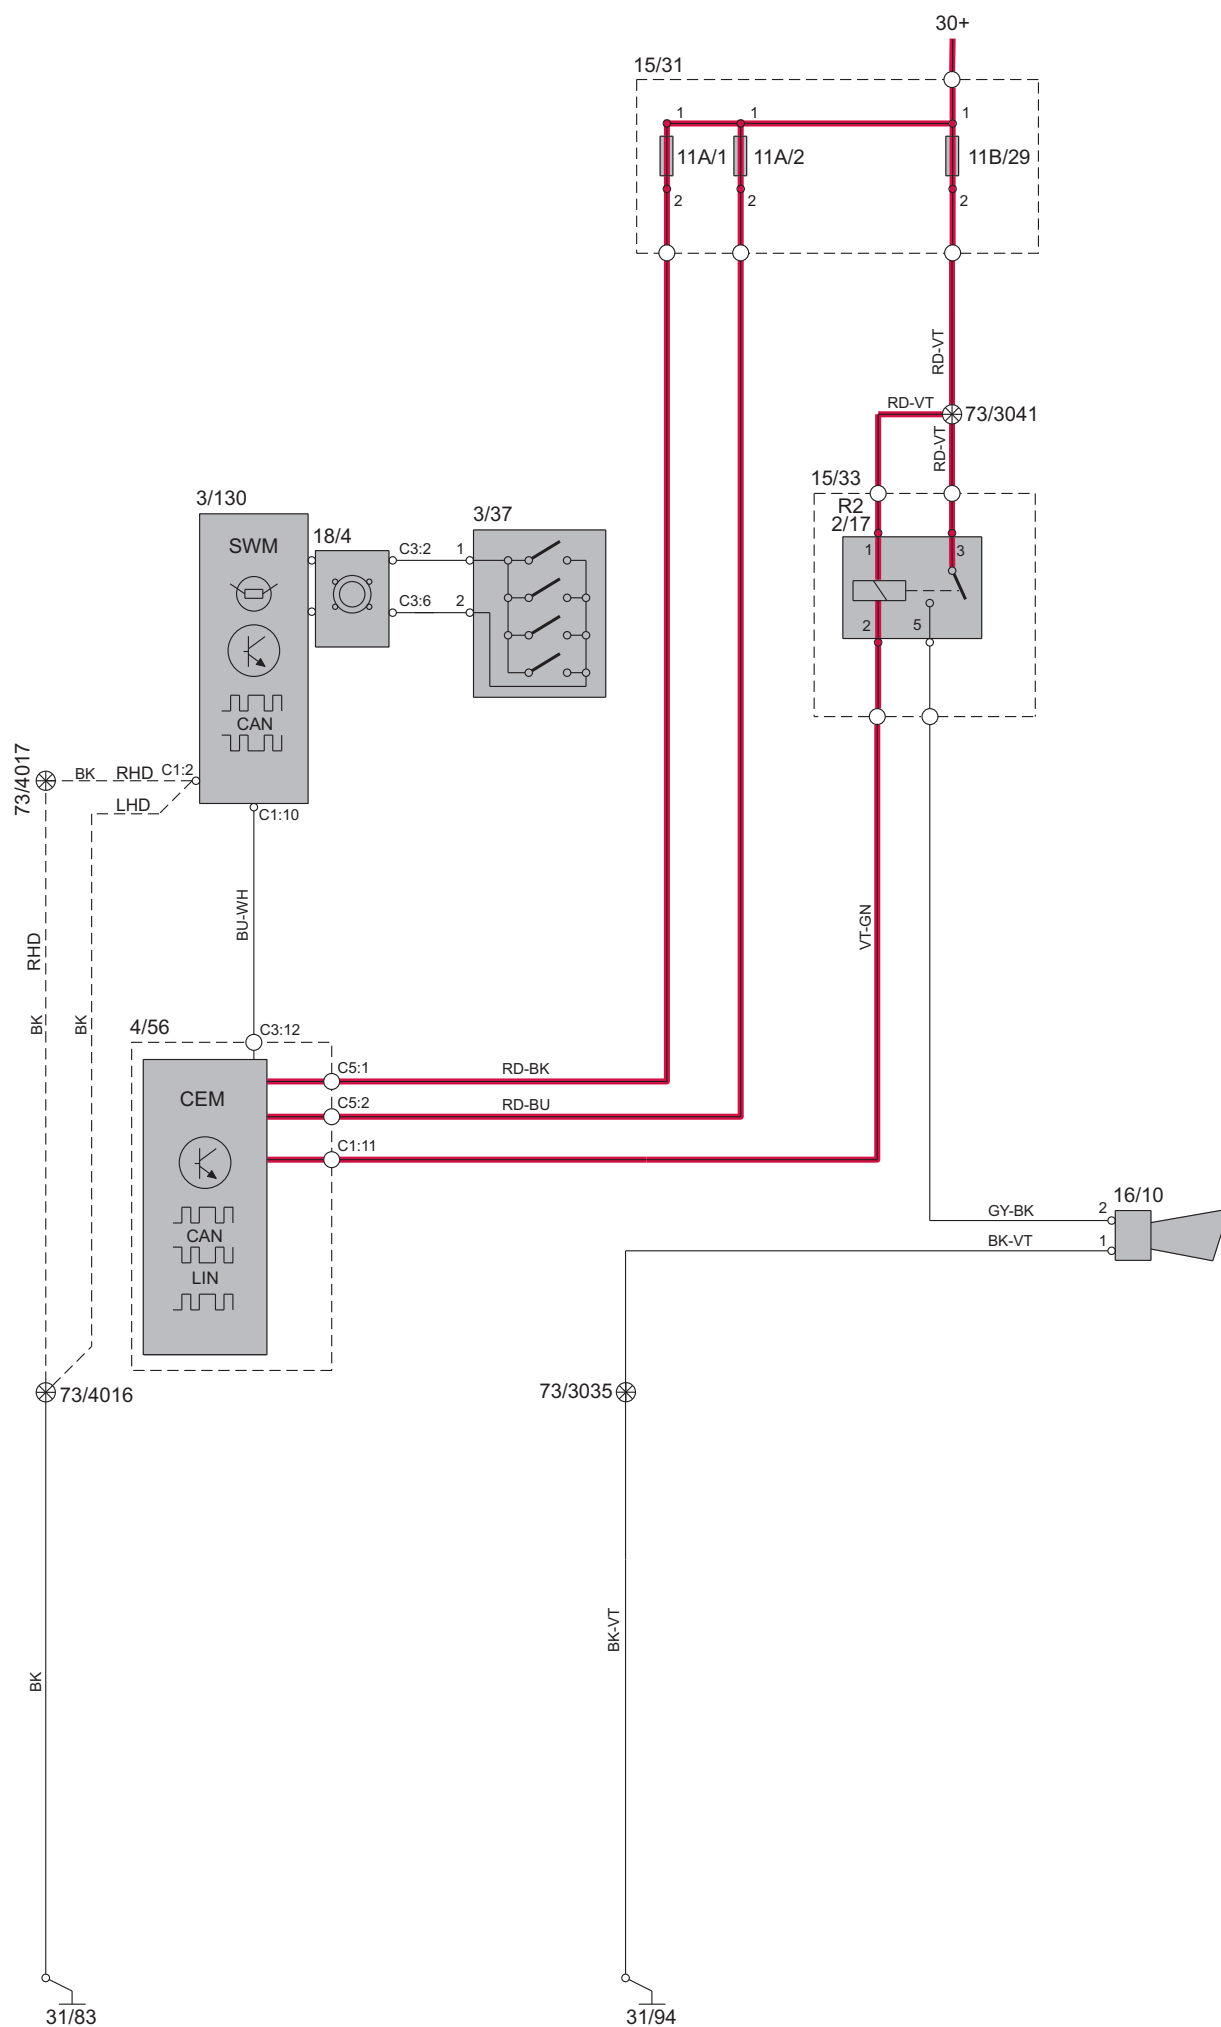 30+
15/31
1
1
1
11A/1
11A/2
11B/29
2
2
2
RD-VT
RD-VT
73/3041
RD-VT
15/33
R2
2/17
1
3
2
5
3/130
SWM
18/4
3/37
C3:2
1
C3:6
2
CAN
73/4017
BK
RHD
C1:2
LHD
C1:10
BU-WH
RHD
BK
BK
VT-GN
4/56
C3:12
CEM
C5:1
RD-BK
C5:2
RD-BU
C1:11
CAN
LIN
16/10
GY-BK
2
BK-VT
1
73/4016
73/3035
BK-VT
BK
31/83
31/94